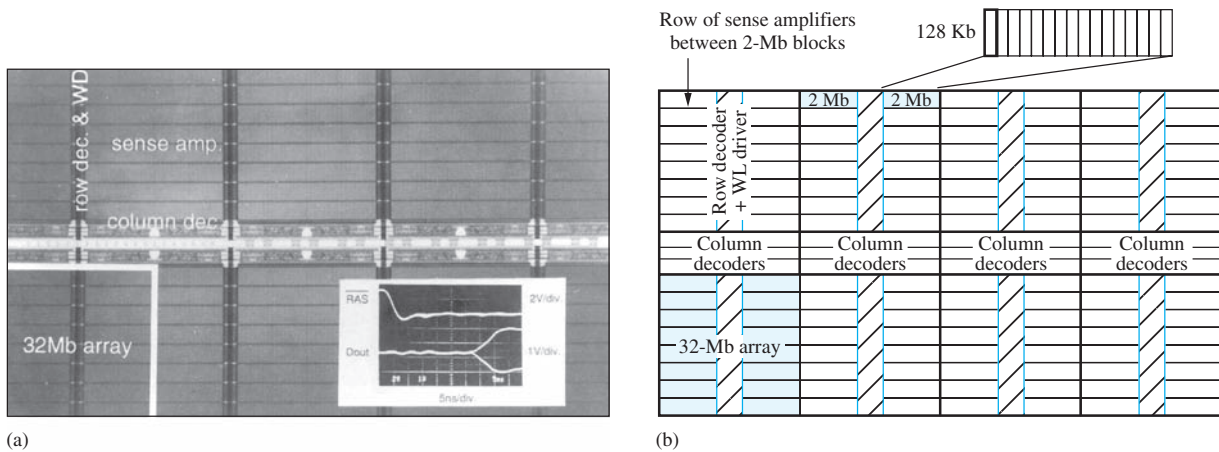 row dec. & WD
sense amp.
column dec
32Mb array
RAS
2V/div.
Dout
1V/div.
5ns/div.
(a)
Row of sense amplifiers
between 2-Mb blocks
128 Kb
2 Mb
2 Mb
Row decoder
+ WL driver
Column
decoders
Column
decoders
Column
decoders
Column
decoders
32-Mb array
(b)